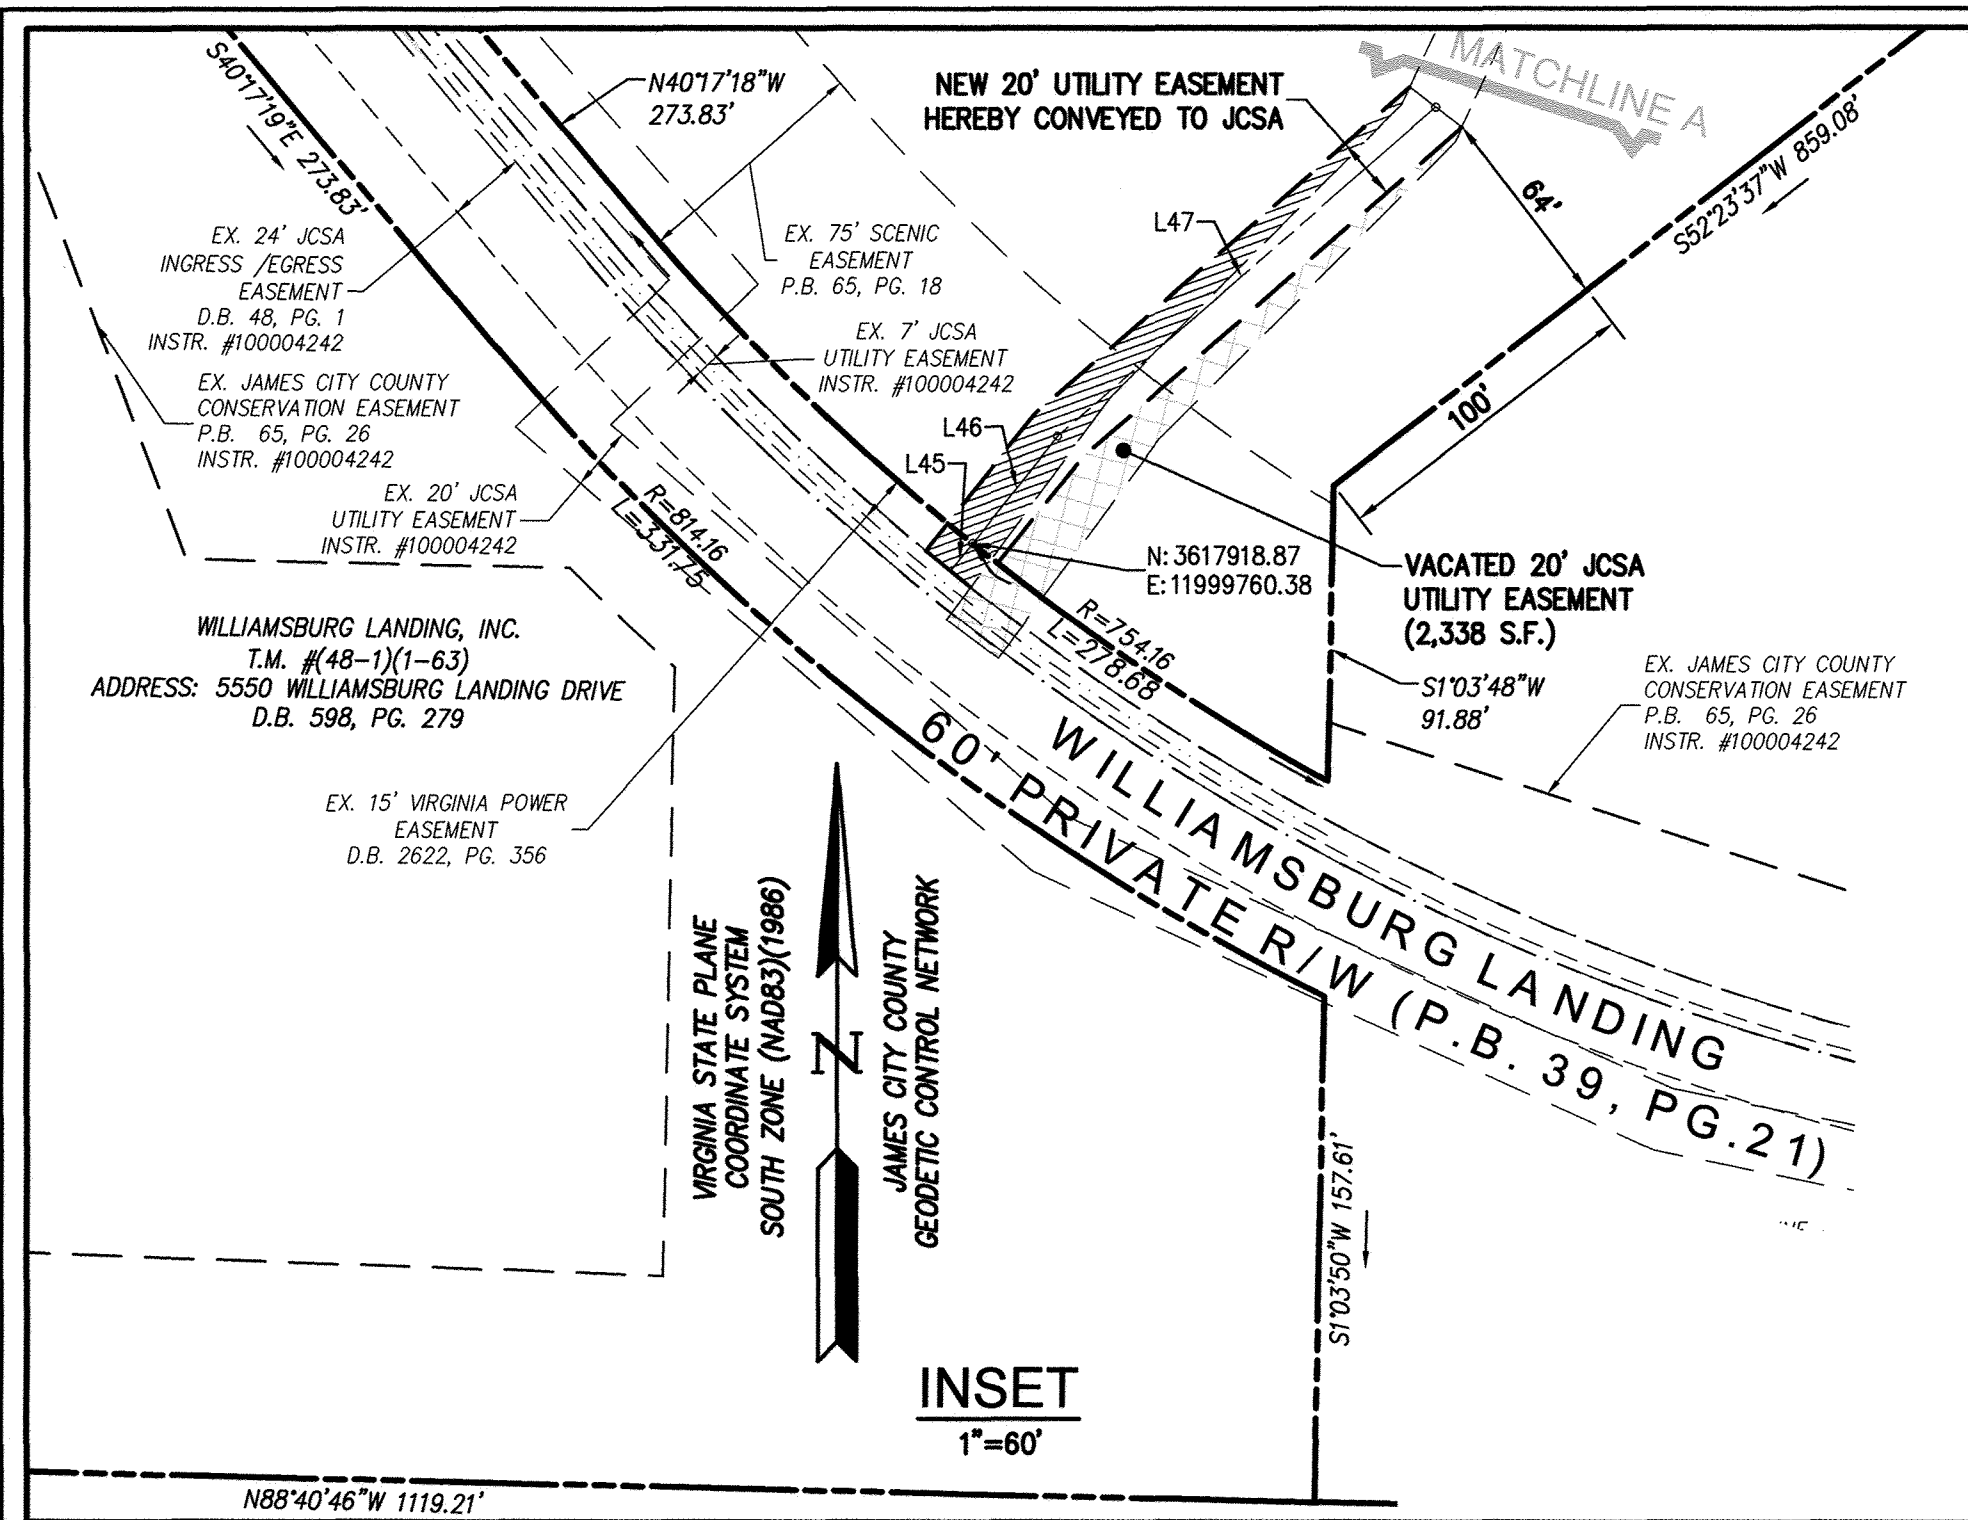 MATCHLINE A
S40°17'19"E 273.83'
N40°17'18"W
273.83'
NEW 20' UTILITY EASEMENT
HEREBY CONVEYED TO JCSA
S52°23'37"W 859.08'
64'
L47
EX. 24' JCSA
INGRESS /EGRESS
EASEMENT
D.B. 48, PG. 1
INSTR. #100004242
EX. 75' SCENIC
EASEMENT
P.B. 65, PG. 18
EX. 7' JCSA
UTILITY EASEMENT
INSTR. #100004242
EX. JAMES CITY COUNTY
CONSERVATION EASEMENT
P.B. 65, PG. 26
INSTR. #100004242
100'
L46
L45
EX. 20' JCSA
UTILITY EASEMENT
INSTR. #100004242
R=814.16
L=331.75
N: 3617918.87
E: 11999760.38
VACATED 20' JCSA
UTILITY EASEMENT
(2,338 S.F.)
R=754.16
L=278.68
WILLIAMSBURG LANDING, INC.
T.M. #(48-1)(1-63)
ADDRESS: 5550 WILLIAMSBURG LANDING DRIVE
D.B. 598, PG. 279
S1°03'48"W
91.88'
EX. JAMES CITY COUNTY
CONSERVATION EASEMENT
P.B. 65, PG. 26
INSTR. #100004242
WILLIAMSBURG LANDING
60' PRIVATE R/W (P.B. 39, PG.21)
EX. 15' VIRGINIA POWER
EASEMENT
D.B. 2622, PG. 356
VIRGINIA STATE PLANE
COORDINATE SYSTEM
SOUTH ZONE (NAD83)(1986)
N
JAMES CITY COUNTY
GEODETIC CONTROL NETWORK
S1°03'50"W 157.61'
INSET
1"=60'
N88°40'46"W 1119.21'